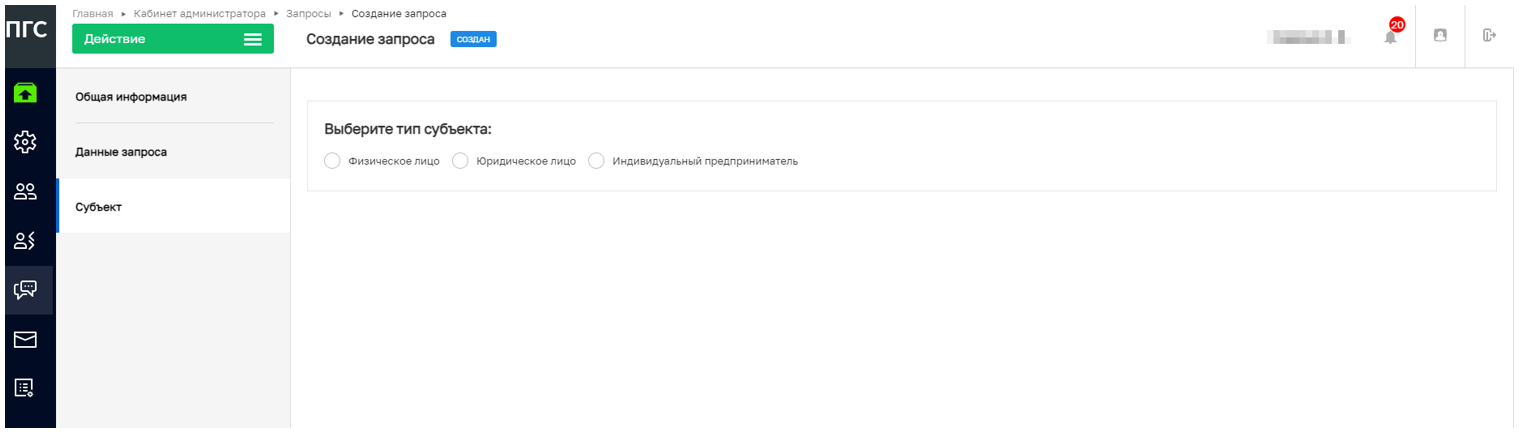 ПГС
Главная ▸ Кабинет администратора ▸ Запросы ▸ Создание запроса
Действие
Создание запроса
СОЗДАН
20
Общая информация
Данные запроса
Субъект
Выберите тип субъекта:
Физическое лицо Юридическое лицо Индивидуальный предприниматель